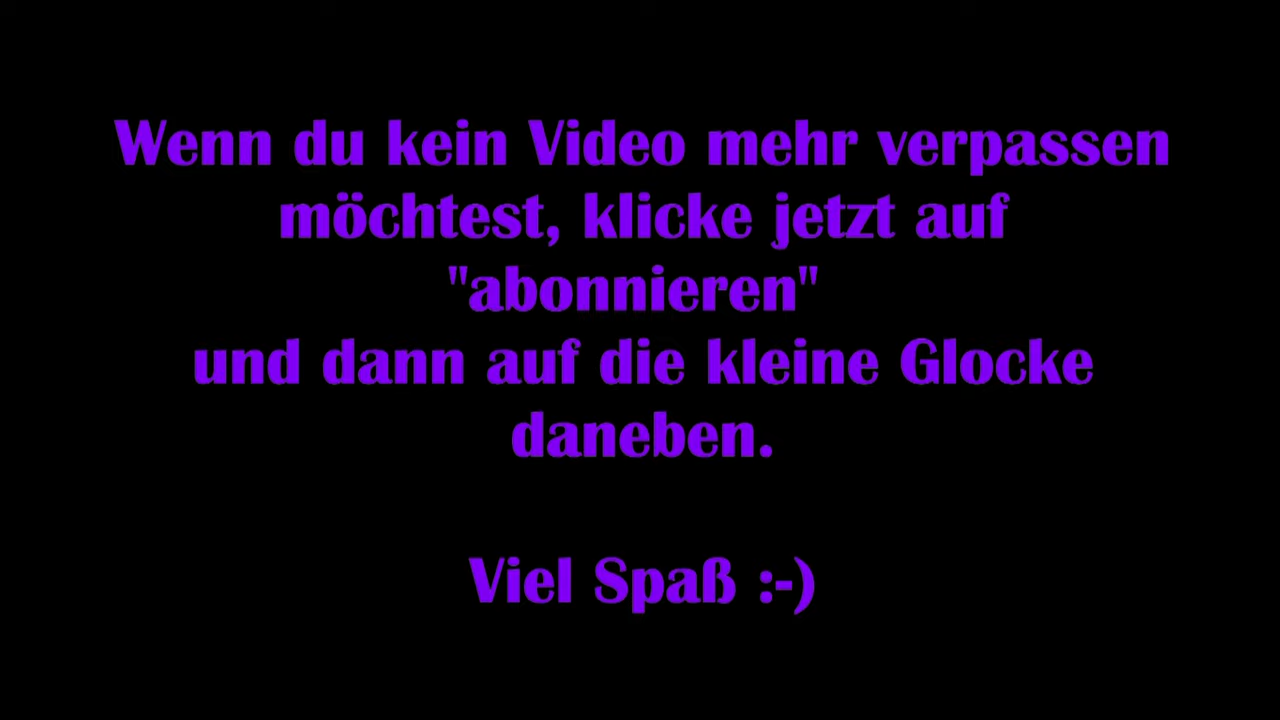 Wenn du kein Video mehr verpassen
möchtest, klicke jetzt auf
"abonnieren"
und dann auf die kleine Glocke
daneben.
Viel Spaß :-)